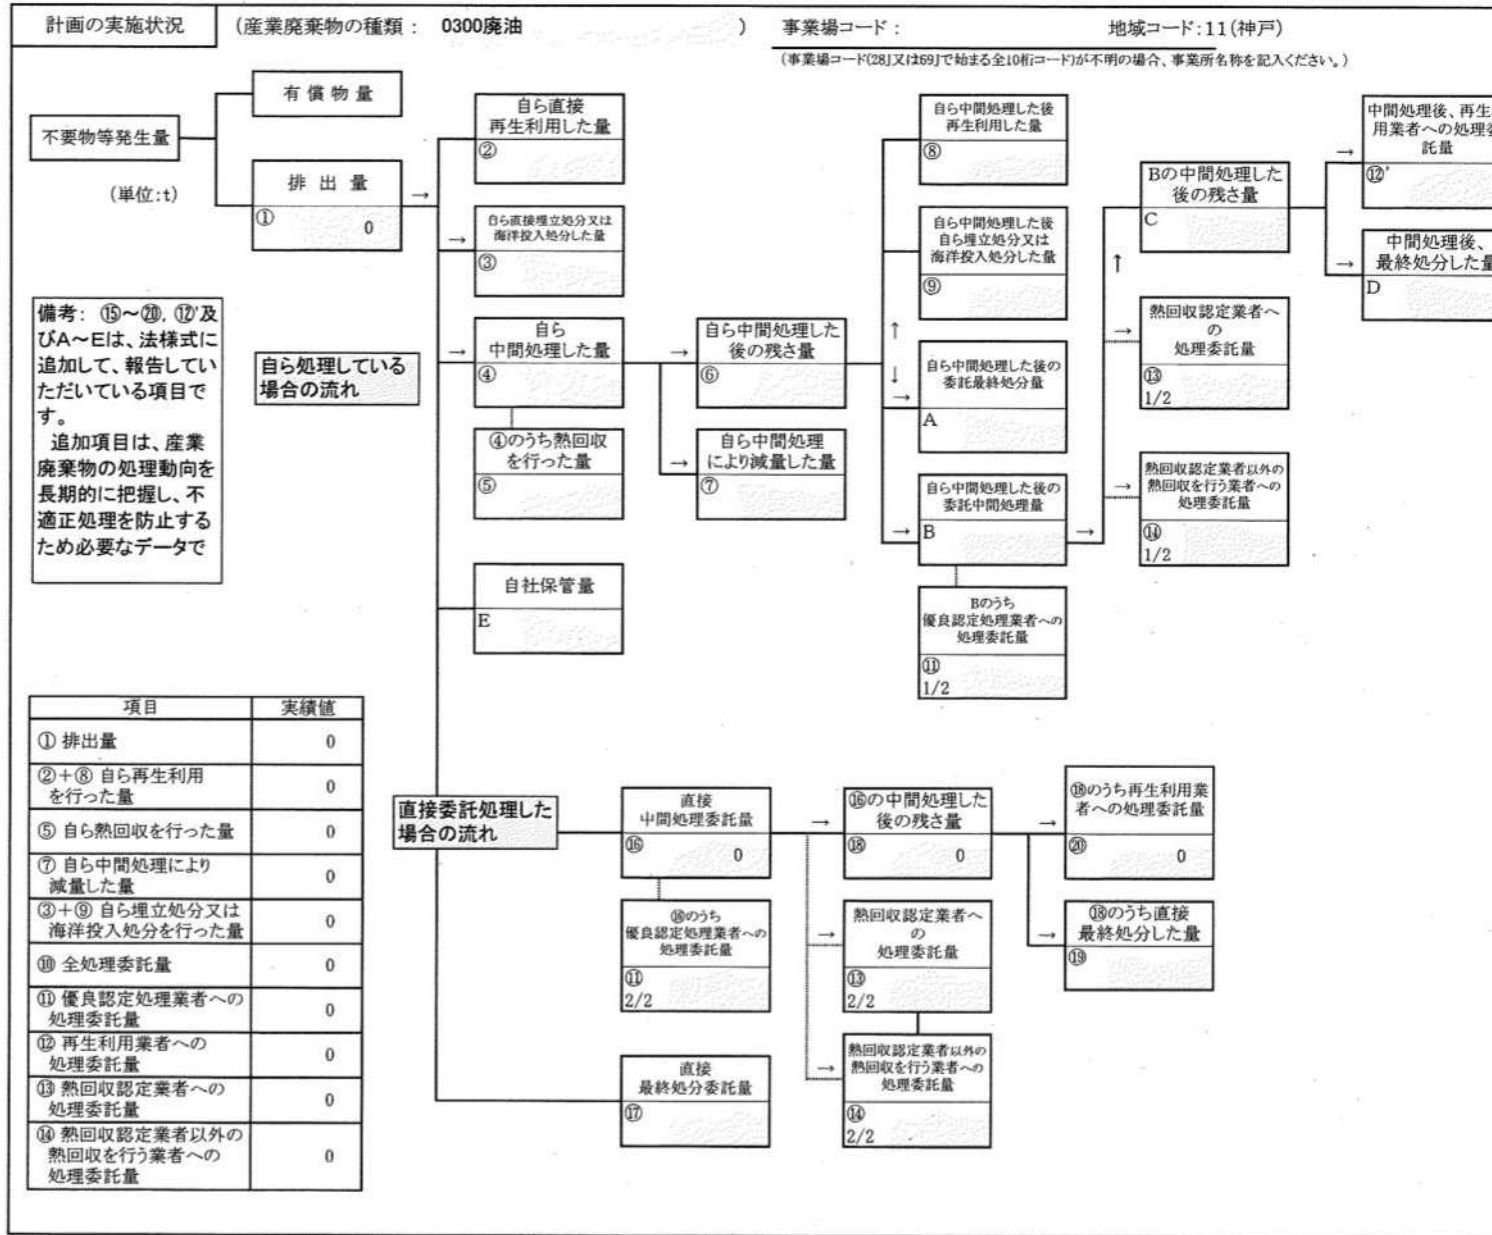 計画の実施状況
(産業廃棄物の種類： 0300廃油 )
事業場コード：
地域コード：11(神戸)
(事業場コード(「28」又は「69」で始まる全10桁コード)が不明の場合、事業所名称を記入ください。)
不要物等発生量
(単位:t)
有償物量
排出量
①
0
自ら直接
再生利用した量
②
自ら直接埋立処分又は
海洋投入処分した量
③
自ら
中間処理した量
④
④のうち熱回収
を行った量
⑤
自社保管量
E
自ら中間処理した
後の残さ量
⑥
自ら中間処理
により減量した量
⑦
自ら中間処理した後
再生利用した量
⑧
自ら中間処理した後
自ら埋立処分又は
海洋投入処分した量
⑨
自ら中間処理した後の
委託最終処分量
A
自ら中間処理した後の
委託中間処理量
B
Bのうち
優良認定処理業者への
処理委託量
⑪
1/2
Bの中間処理した
後の残さ量
C
熱回収認定業者へ
の
処理委託量
⑬
1/2
熱回収認定業者以外の
熱回収を行う業者への
処理委託量
⑭
1/2
中間処理後、再生
用業者への処理委
託量
⑫'
中間処理後、
最終処分した量
D
備考： ⑮～⑳, ⑫'及
びA～Eは、法様式に
追加して、報告してい
ただいている項目で
す。
追加項目は、産業
廃棄物の処理動向を
長期的に把握し、不
適正処理を防止する
ため必要なデータで
自ら処理している
場合の流れ
項目 実績値
① 排出量 0
②＋⑧ 自ら再生利用
を行った量 0
⑤ 自ら熱回収を行った量 0
⑦ 自ら中間処理により
減量した量 0
③＋⑨ 自ら埋立処分又は
海洋投入処分を行った量 0
⑩ 全処理委託量 0
⑪ 優良認定処理業者への
処理委託量 0
⑫ 再生利用業者への
処理委託量 0
⑬ 熱回収認定業者への
処理委託量 0
⑭ 熱回収認定業者以外の
熱回収を行う業者への
処理委託量 0
直接委託処理した
場合の流れ
直接
中間処理委託量
⑯
0
⑯のうち
優良認定処理業者への
処理委託量
⑪
2/2
直接
最終処分委託量
⑰
⑯の中間処理した
後の残さ量
⑱
0
熱回収認定業者へ
の
処理委託量
⑬
2/2
熱回収認定業者以外の
熱回収を行う業者への
処理委託量
⑭
2/2
⑱のうち再生利用業
者への処理委託量
⑳
0
⑱のうち直接
最終処分した量
⑲